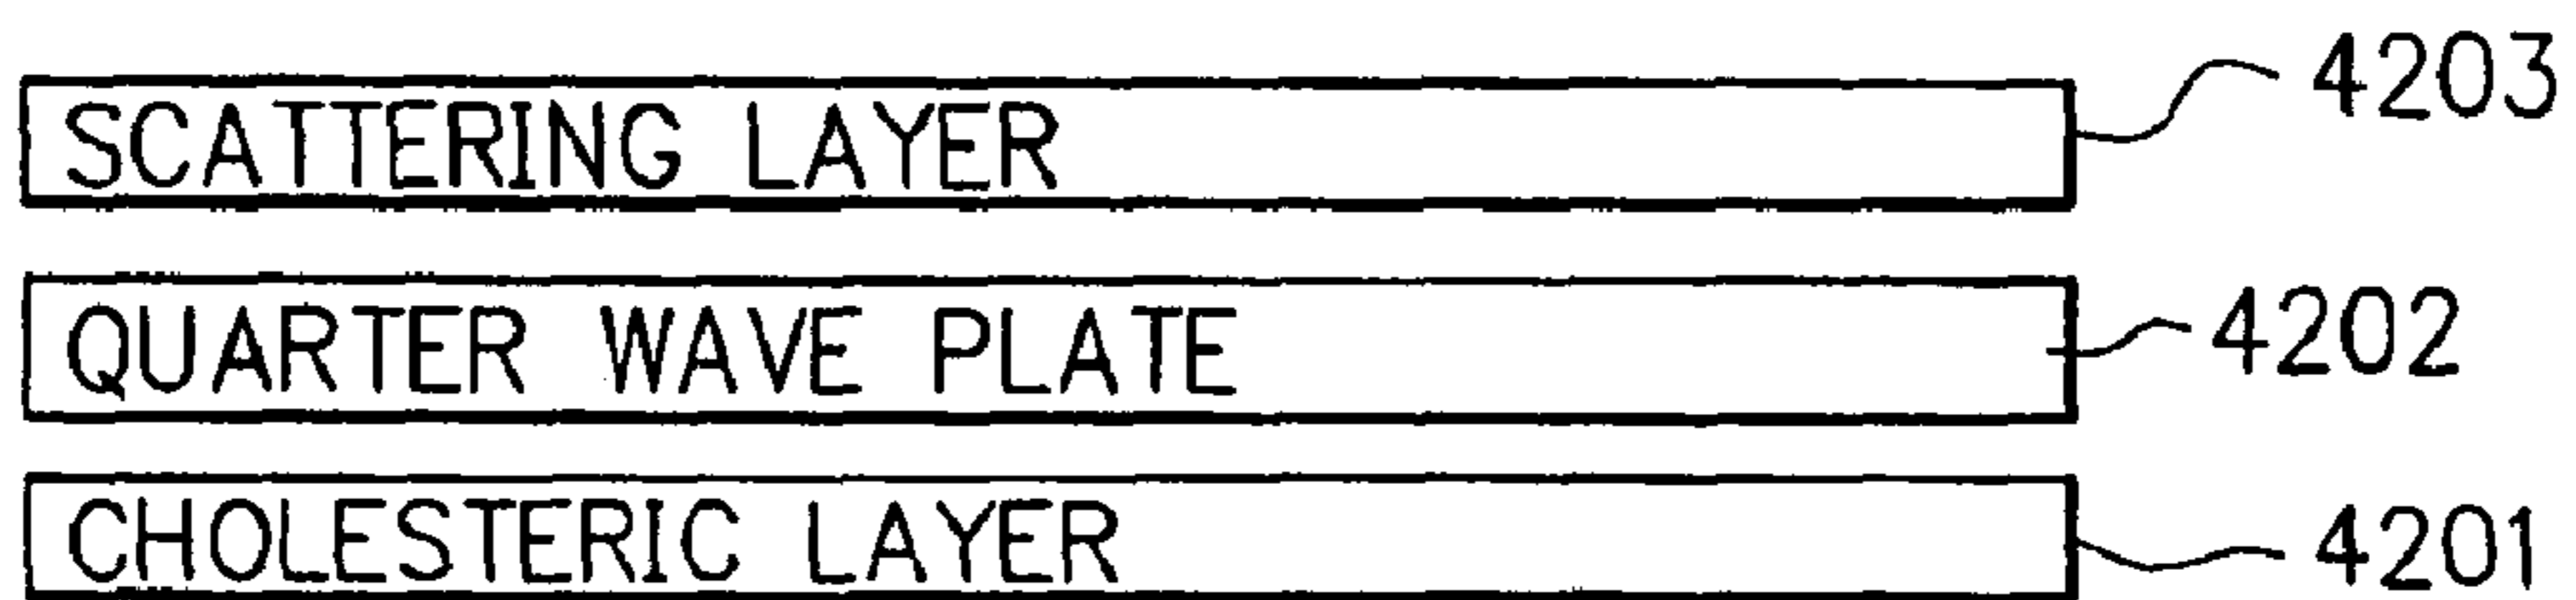 SCATTERING LAYER 4203
QUARTER WAVE PLATE 4202
CHOLESTERIC LAYER 4201